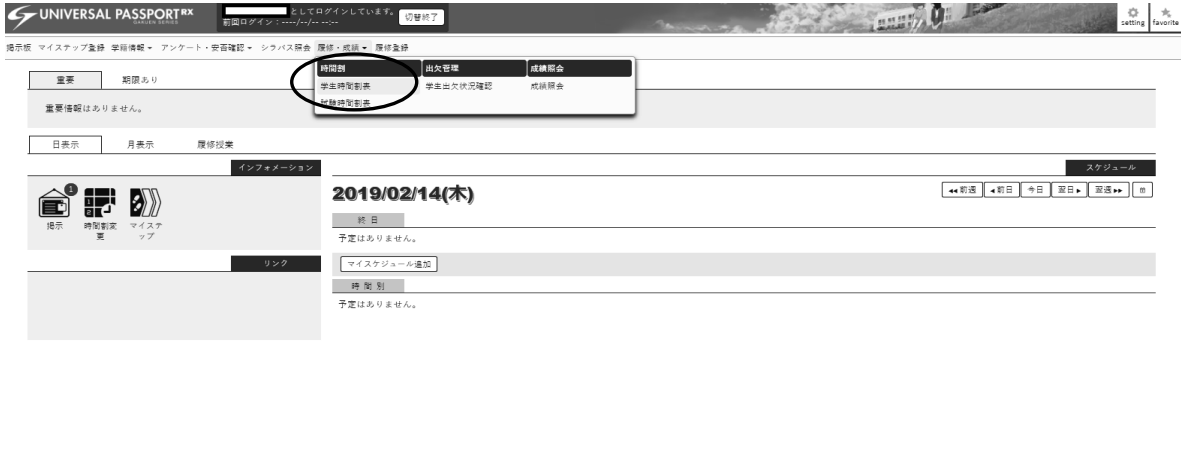 UNIVERSAL PASSPORT RX
GARDEN SERIES
としてログインしています。
前回ログイン：----/--/-- --:--
切替終了
setting favorite
掲示板 マイステップ登録 学籍情報▼ アンケート・安否確認▼ シラバス照会 履修・成績▼ 履修登録
時間割 出欠管理 成績照会
学生時間割表 学生出欠状況確認 成績照会
試験時間割表
重要 期限あり
重要情報はありません。
日表示 月表示 履修授業
インフォメーション
スケジュール
1
掲示
時間割変更
マイステップ
リンク
2019/02/14(木)
◀◀前週 ◀前日 今日 翌日▶ 翌週▶▶
終日
予定はありません。
マイスケジュール追加
時間別
予定はありません。